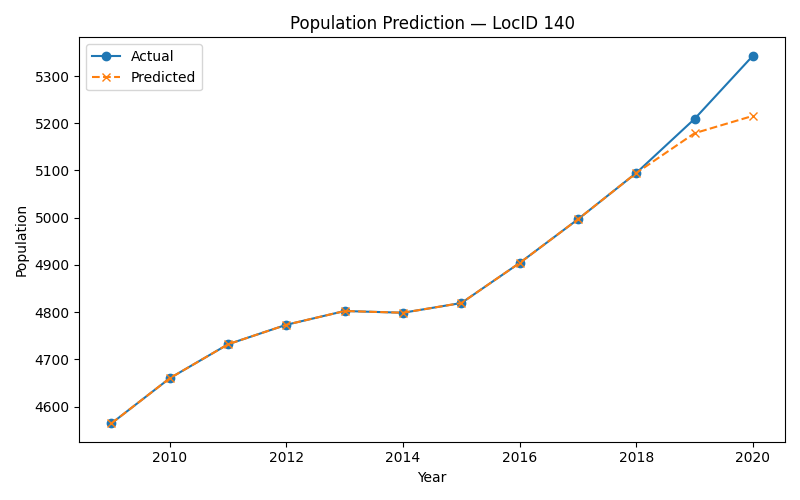 Population Prediction — LocID 140
Actual
Predicted
5300
5200
5100
5000
4900
4800
4700
4600
Population
2010 2012 2014 2016 2018 2020
Year